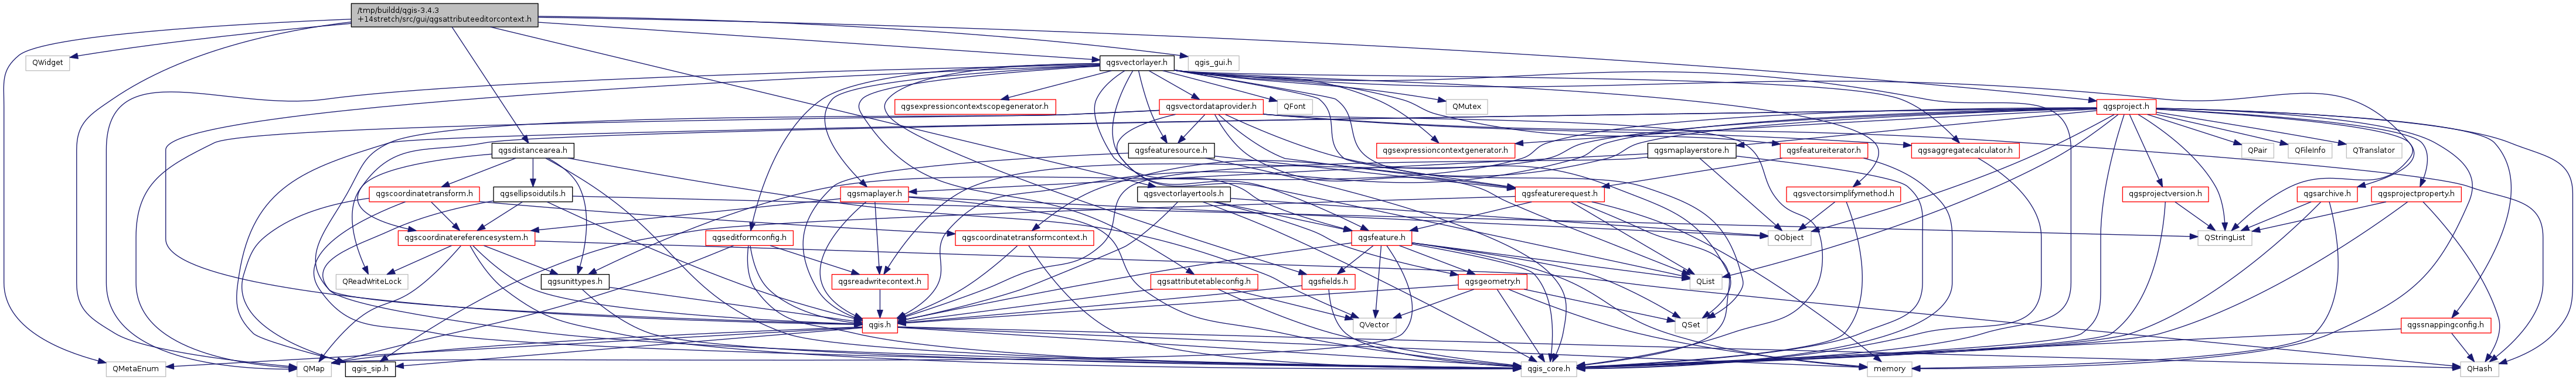 /tmp/buildd/qgis-3.4.3
+14stretch/src/gui/qgsattributeeditorcontext.h
QWidget
qgsvectorlayer.h
qgis_gui.h
qgsexpressioncontextscopegenerator.h
qgsvectordataprovider.h
QFont
QMutex
qgsproject.h
qgsdistancearea.h
qgsfeaturesource.h
qgsexpressioncontextgenerator.h
qgsmaplayerstore.h
qgsfeatureiterator.h
qgsaggregatecalculator.h
QPair
QFileInfo
QTranslator
qgscoordinatetransform.h
qgsellipsoidutils.h
qgsmaplayer.h
qgsvectorlayertools.h
qgsfeaturerequest.h
qgsvectorsimplifymethod.h
qgsprojectversion.h
qgsarchive.h
qgsprojectproperty.h
qgscoordinatereferencesystem.h
qgseditformconfig.h
qgscoordinatetransformcontext.h
qgsfeature.h
QObject
QStringList
QReadWriteLock
qgsunittypes.h
qgsreadwritecontext.h
qgsattributetableconfig.h
qgsfields.h
qgsgeometry.h
QList
qgis.h
QVector
QSet
qgssnappingconfig.h
QMetaEnum
QMap
qgis_sip.h
qgis_core.h
memory
QHash